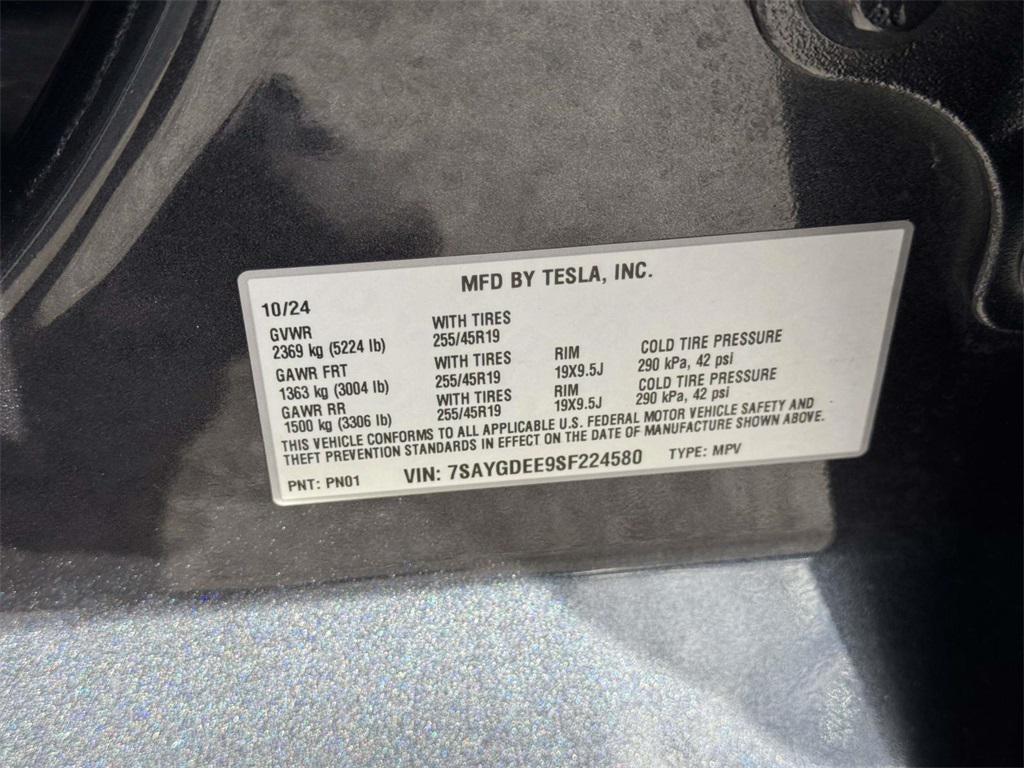 MFD BY TESLA, INC.
10/24
GVWR WITH TIRES
2369 kg (5224 lb) 255/45R19
GAWR FRT WITH TIRES RIM COLD TIRE PRESSURE
1363 kg (3004 lb) 255/45R19 19X9.5J 290 kPa, 42 psi
GAWR RR WITH TIRES RIM COLD TIRE PRESSURE
1500 kg (3306 lb) 255/45R19 19X9.5J 290 kPa, 42 psi
THIS VEHICLE CONFORMS TO ALL APPLICABLE U.S. FEDERAL MOTOR VEHICLE SAFETY AND
THEFT PREVENTION STANDARDS IN EFFECT ON THE DATE OF MANUFACTURE SHOWN ABOVE.
PNT: PN01 VIN: 7SAYGDEE9SF224580 TYPE: MPV